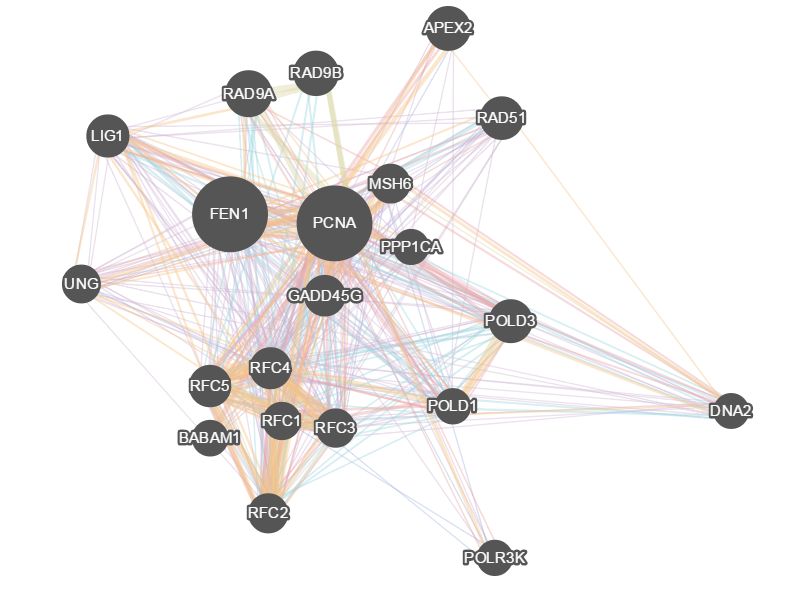 APEX2
RAD9B
RAD9A
RAD51
LIG1
MSH6
FEN1
PCNA
PPP1CA
UNG
GADD45G
POLD3
RFC4
RFC5
POLD1
DNA2
RFC1
RFC3
BABAM1
RFC2
POLR3K